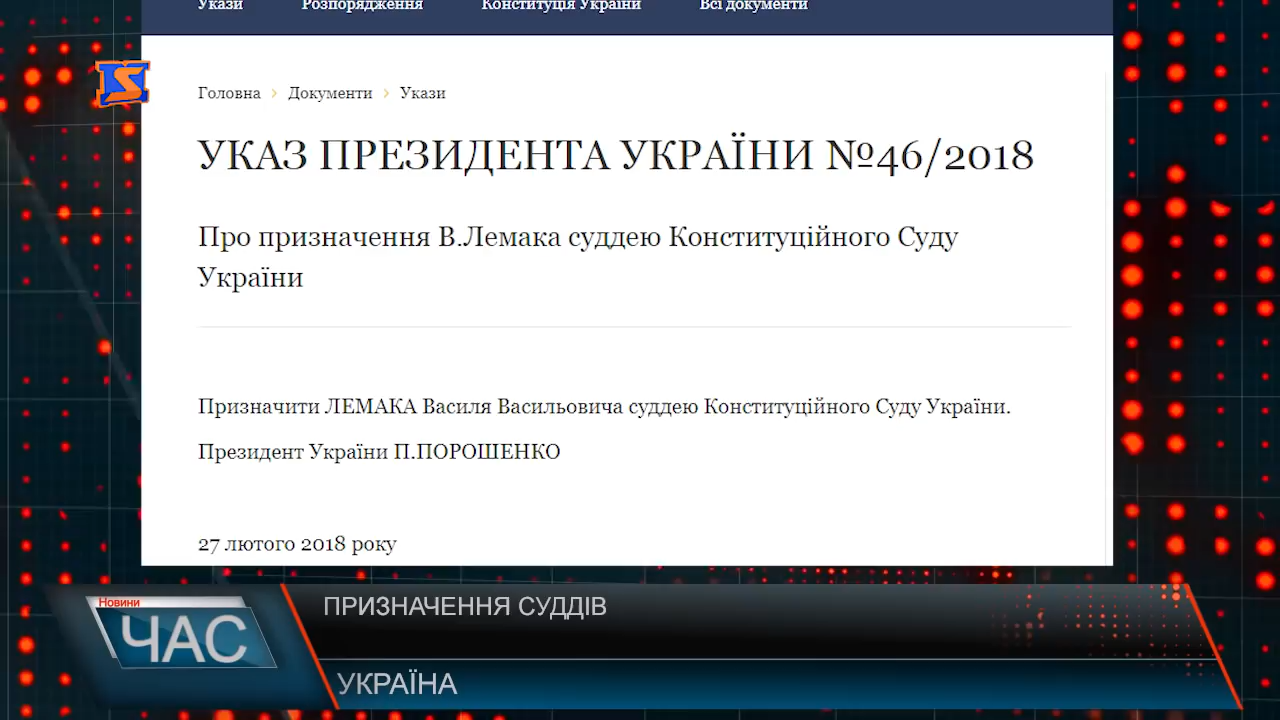 Укази Розпорядження Конституція України Всі документи
Головна > Документи > Укази
УКАЗ ПРЕЗИДЕНТА УКРАЇНИ №46/2018
Про призначення В.Лемака суддею Конституційного Суду
України
Призначити ЛЕМАКА Василя Васильовича суддею Конституційного Суду України.
Президент України П.ПОРОШЕНКО
27 лютого 2018 року
Новини
ЧАС
ПРИЗНАЧЕННЯ СУДДІВ
УКРАЇНА